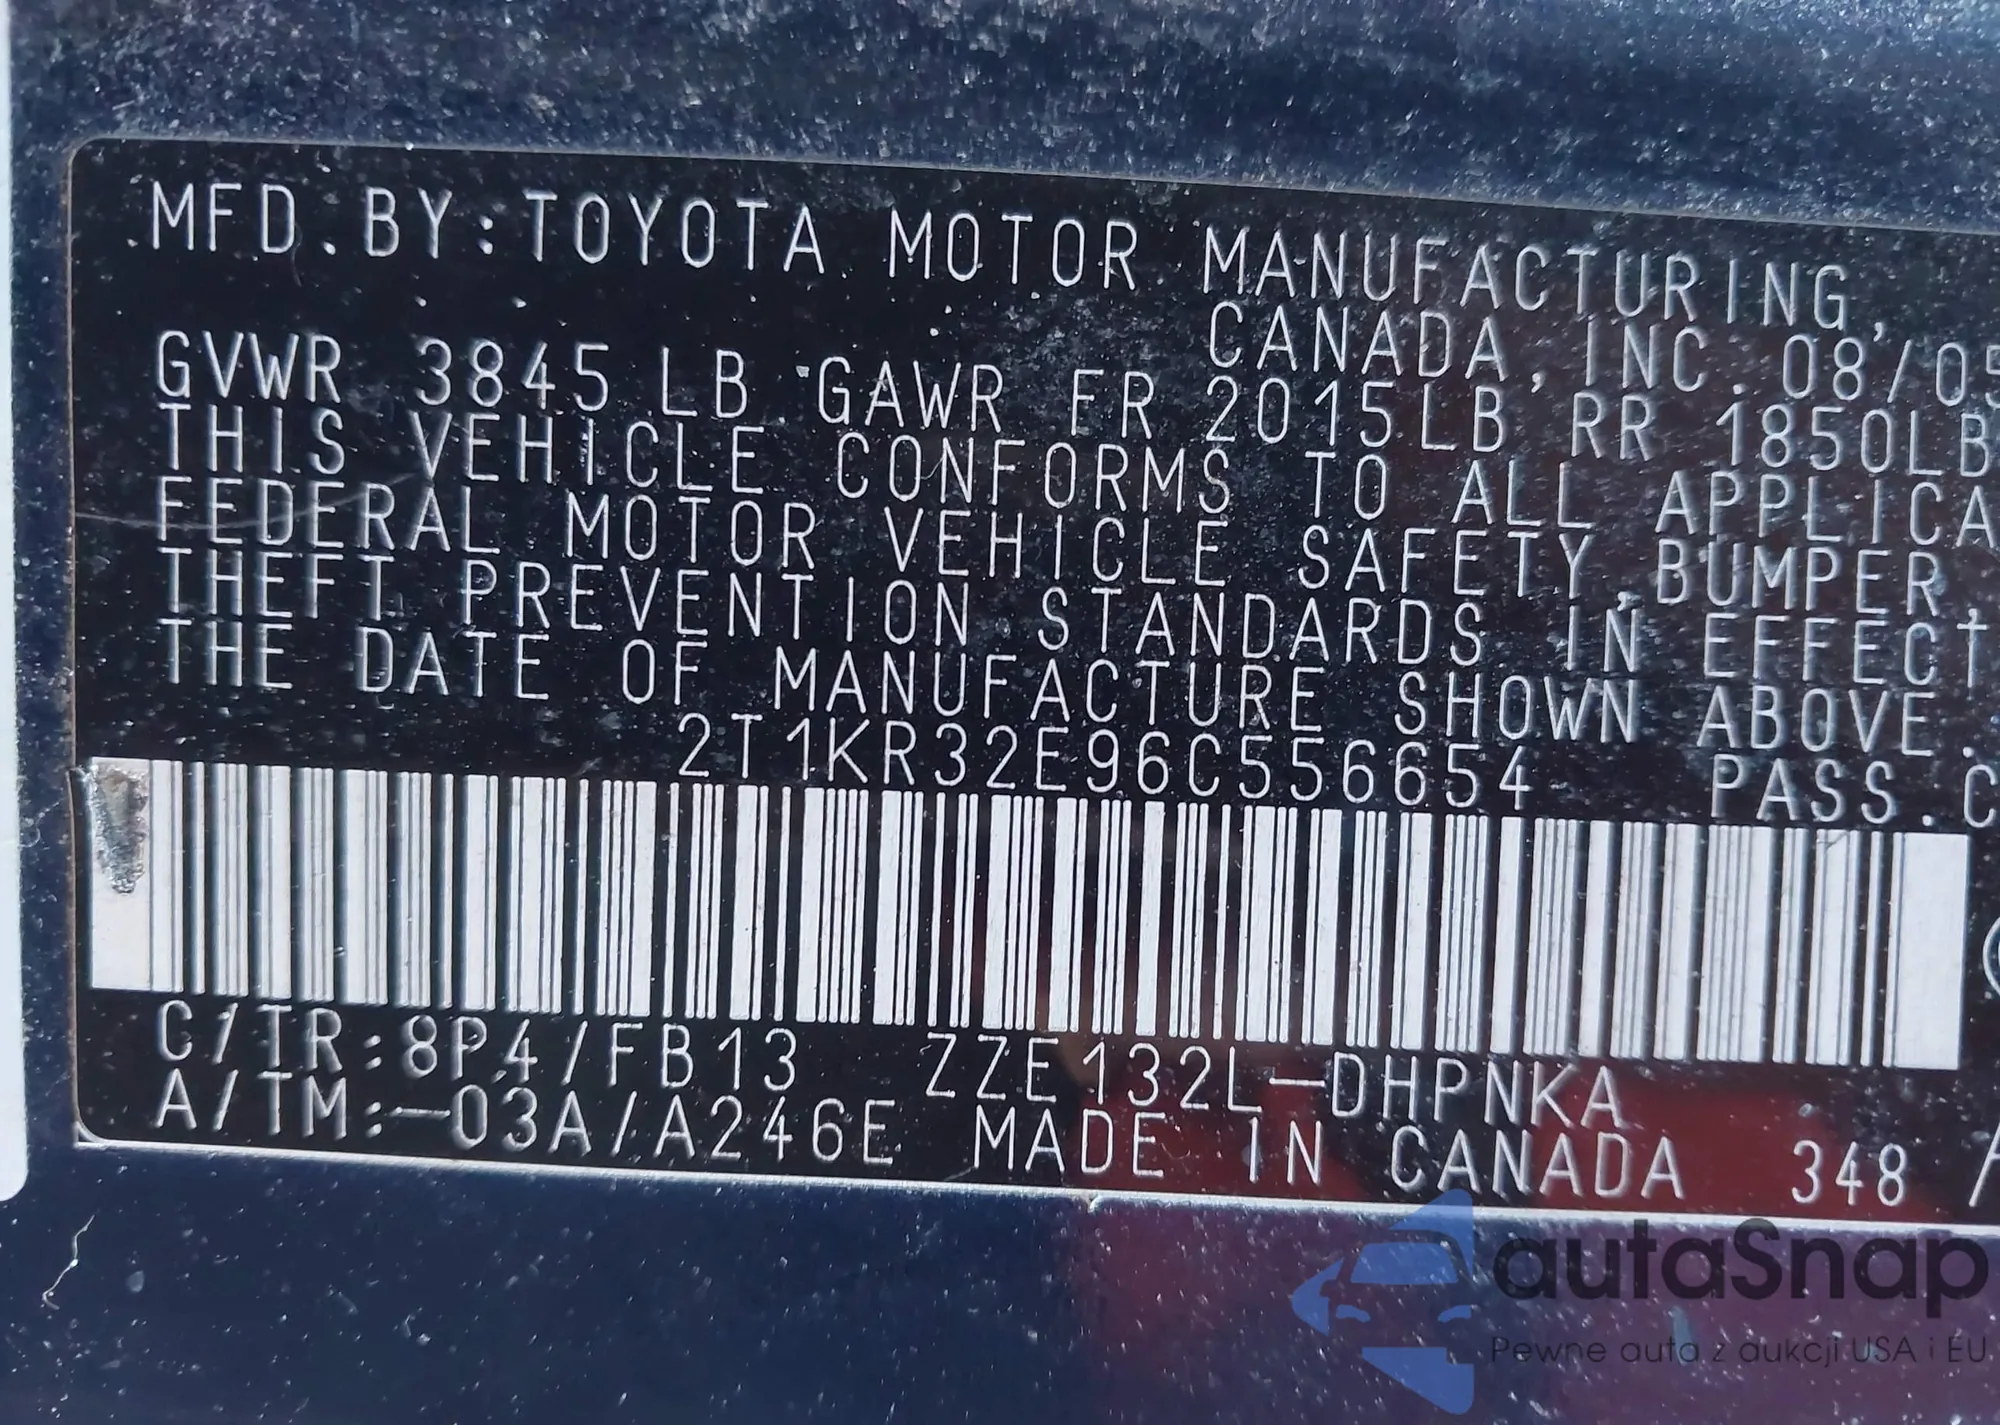 MFD.BY:TOYOTA MOTOR MANUFACTURING,
CANADA,INC. 08/05
GVWR 3845LB GAWR FR 2015LB RR 1850LB
THIS VEHICLE CONFORMS TO ALL APPLICA
FEDERAL MOTOR VEHICLE SAFETY,BUMPER,
THEFT PREVENTION STANDARDS IN EFFECT
THE DATE OF MANUFACTURE SHOWN ABOVE.
2T1KR32E96C556654 PASS.C
C/TR:8P4/FB13 ZZE132L-DHPNKA
A/TM:-03A/A246E MADE IN CANADA 348 A
autaSnap
Pewne auta z aukcji USA i EU